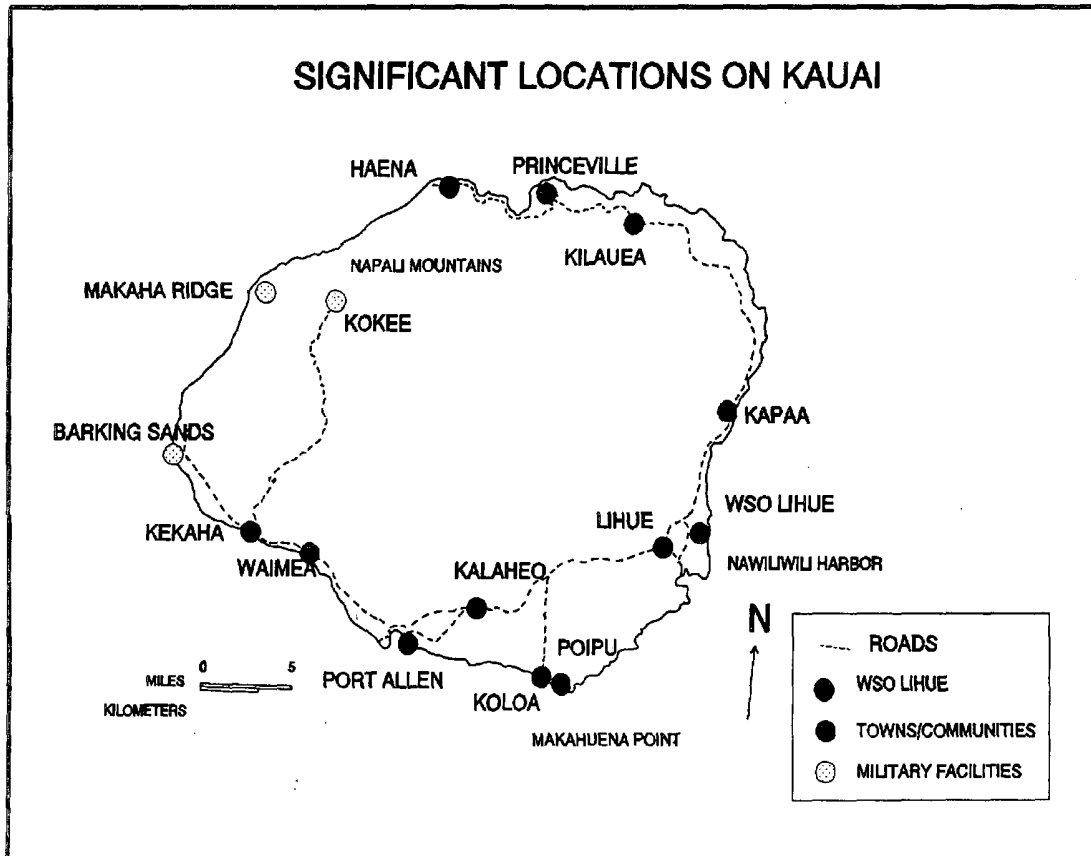 SIGNIFICANT LOCATIONS ON KAUAI
HAENA
PRINCEVILLE
KILAUEA
NAPALI MOUNTAINS
MAKAHA RIDGE
KOKEE
KAPAA
BARKING SANDS
WSO LIHUE
LIHUE
KEKAHA
WAIMEA
KALAHEO
NAWILIWILI HARBOR
N
POIPU
PORT ALLEN
KOLOA
MAKAHUENA POINT
0 5
MILES
KILOMETERS
ROADS
WSO LIHUE
TOWNS/COMMUNITIES
MILITARY FACILITIES